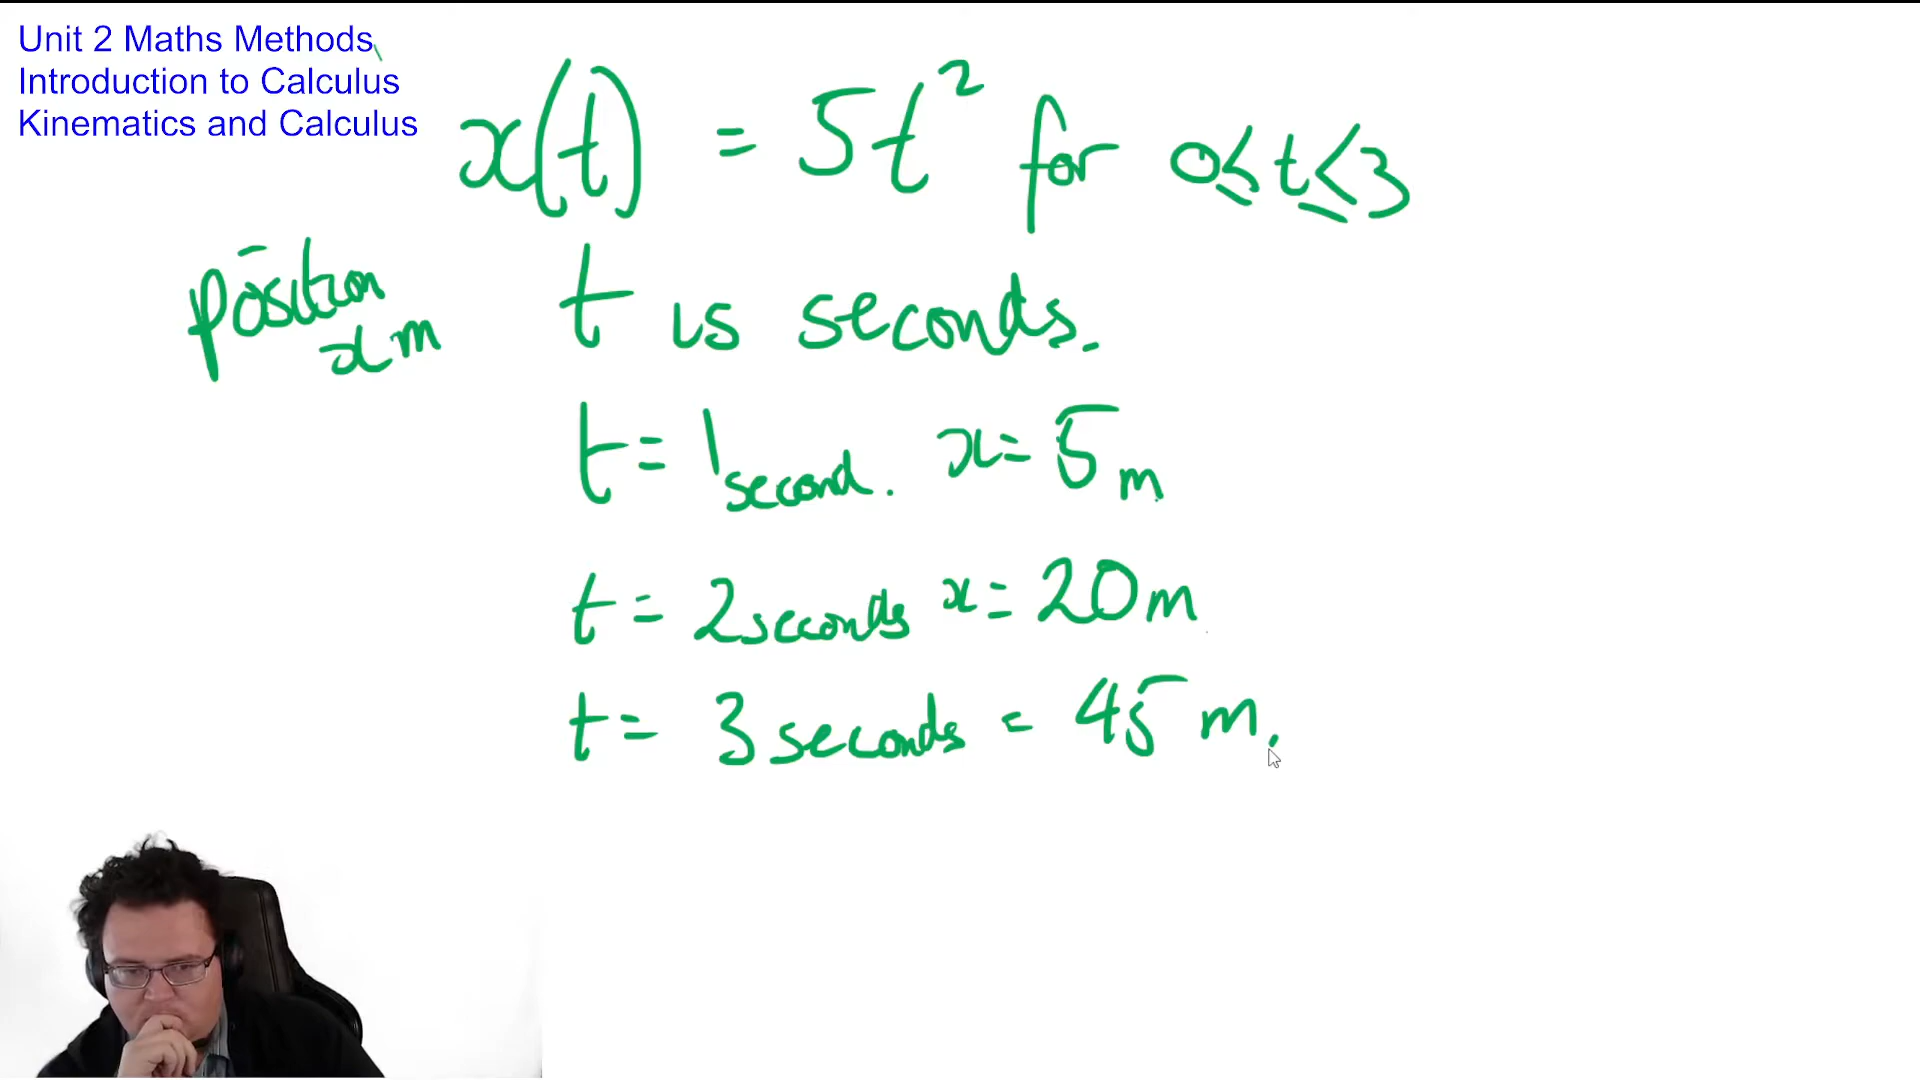 Unit 2 Maths Methods
Introduction to Calculus
Kinematics and Calculus
x(t) = 5t² for 0≤t≤3
position
x m
t is seconds.
t = 1 second. x = 5 m
t = 2 seconds x = 20 m
t = 3 seconds = 45 m.